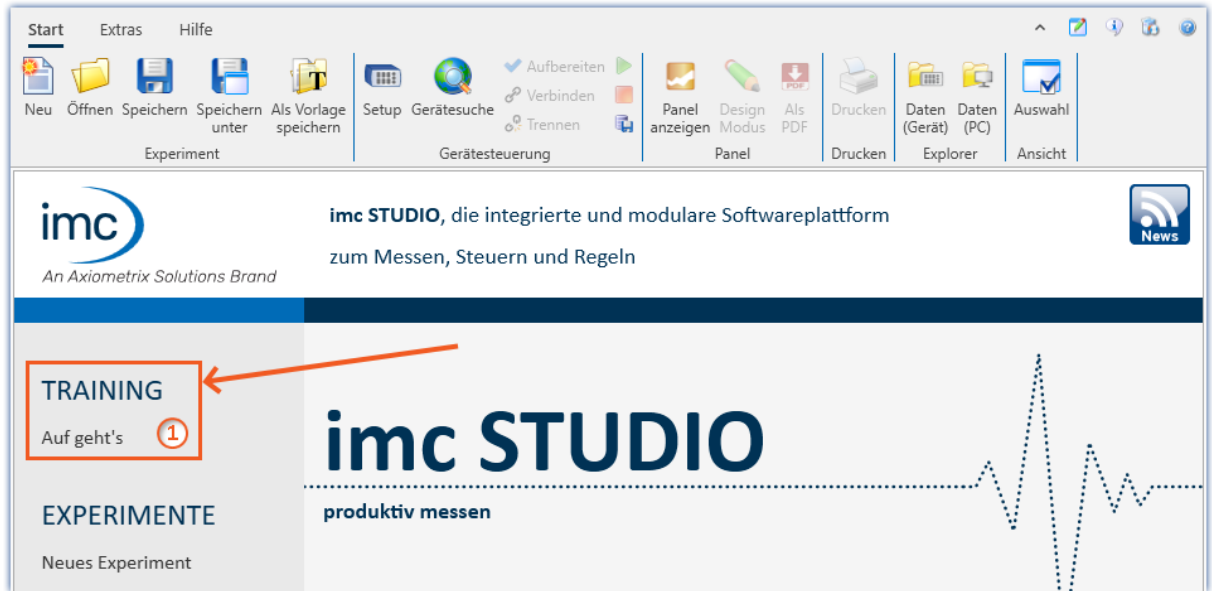 Start Extras Hilfe
Neu Öffnen Speichern Speichern unter Als Vorlage speichern
Experiment
Setup Gerätesuche
Aufbereiten
Verbinden
Trennen
Gerätesteuerung
Panel anzeigen Design Modus Als PDF
PDF
Panel
Drucken
Drucken
Daten (Gerät) Daten (PC)
Explorer
Auswahl
Ansicht
imc
An Axiometrix Solutions Brand
imc STUDIO, die integrierte und modulare Softwareplattform
zum Messen, Steuern und Regeln
News
TRAINING
Auf geht's 1
EXPERIMENTE
Neues Experiment
imc STUDIO
produktiv messen